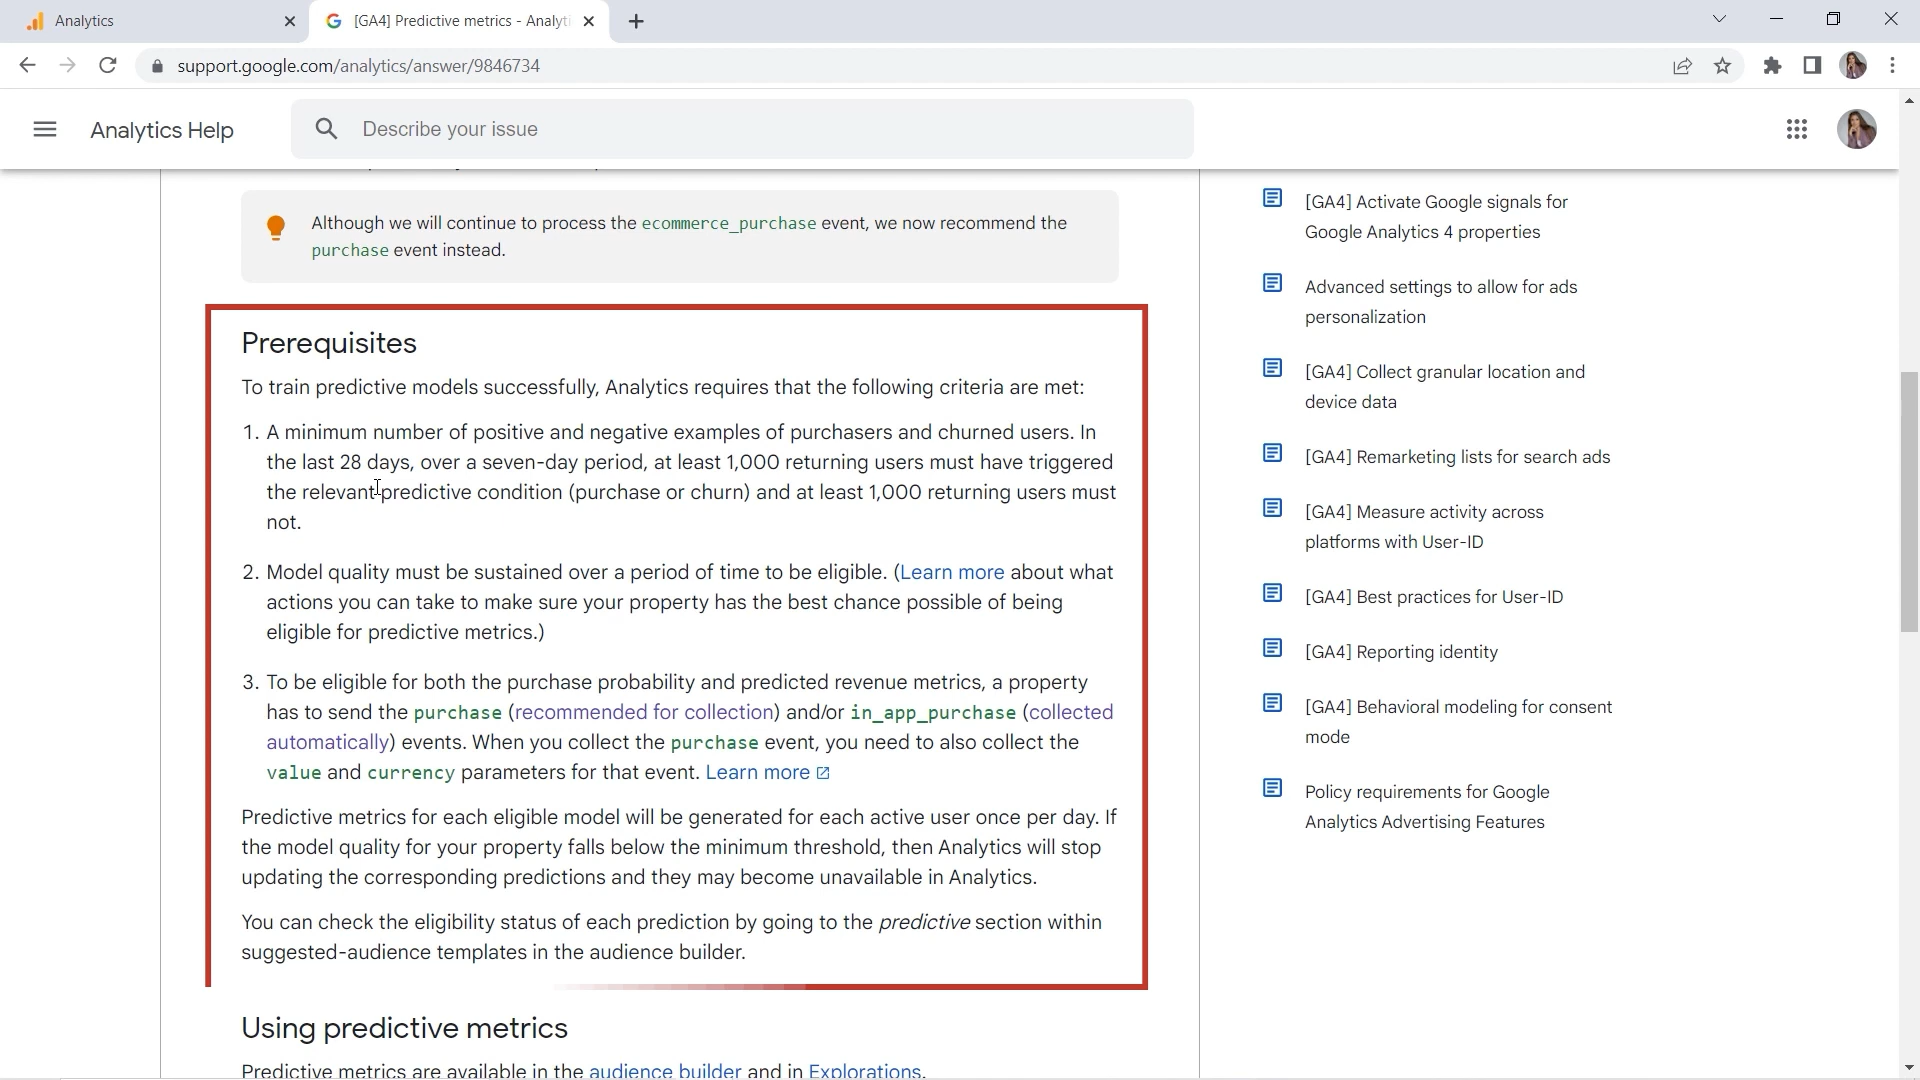 Analytics
[GA4] Predictive metrics - Analyti
support.google.com/analytics/answer/9846734
Analytics Help
Describe your issue
Although we will continue to process the ecommerce_purchase event, we now recommend the
purchase event instead.
Prerequisites
To train predictive models successfully, Analytics requires that the following criteria are met:
1. A minimum number of positive and negative examples of purchasers and churned users. In
the last 28 days, over a seven-day period, at least 1,000 returning users must have triggered
the relevant predictive condition (purchase or churn) and at least 1,000 returning users must
not.
2. Model quality must be sustained over a period of time to be eligible. (Learn more about what
actions you can take to make sure your property has the best chance possible of being
eligible for predictive metrics.)
3. To be eligible for both the purchase probability and predicted revenue metrics, a property
has to send the purchase (recommended for collection) and/or in_app_purchase (collected
automatically) events. When you collect the purchase event, you need to also collect the
value and currency parameters for that event. Learn more
Predictive metrics for each eligible model will be generated for each active user once per day. If
the model quality for your property falls below the minimum threshold, then Analytics will stop
updating the corresponding predictions and they may become unavailable in Analytics.
You can check the eligibility status of each prediction by going to the predictive section within
suggested-audience templates in the audience builder.
Using predictive metrics
Predictive metrics are available in the audience builder and in Explorations.
[GA4] Activate Google signals for
Google Analytics 4 properties
Advanced settings to allow for ads
personalization
[GA4] Collect granular location and
device data
[GA4] Remarketing lists for search ads
[GA4] Measure activity across
platforms with User-ID
[GA4] Best practices for User-ID
[GA4] Reporting identity
[GA4] Behavioral modeling for consent
mode
Policy requirements for Google
Analytics Advertising Features